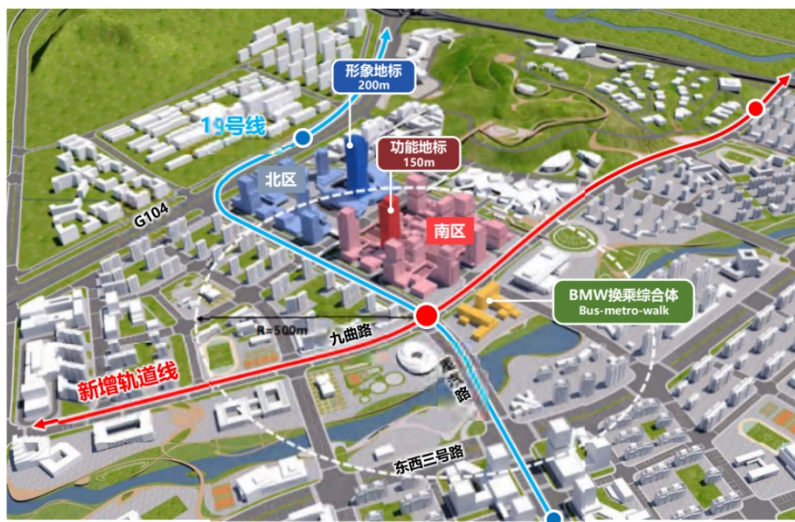 形象地标
200m
19号线
功能地标
150m
北区
G104
南区
BMW换乘综合体
Bus-metro-walk
R=500m
九曲路
新增轨道线
路
东西三号路